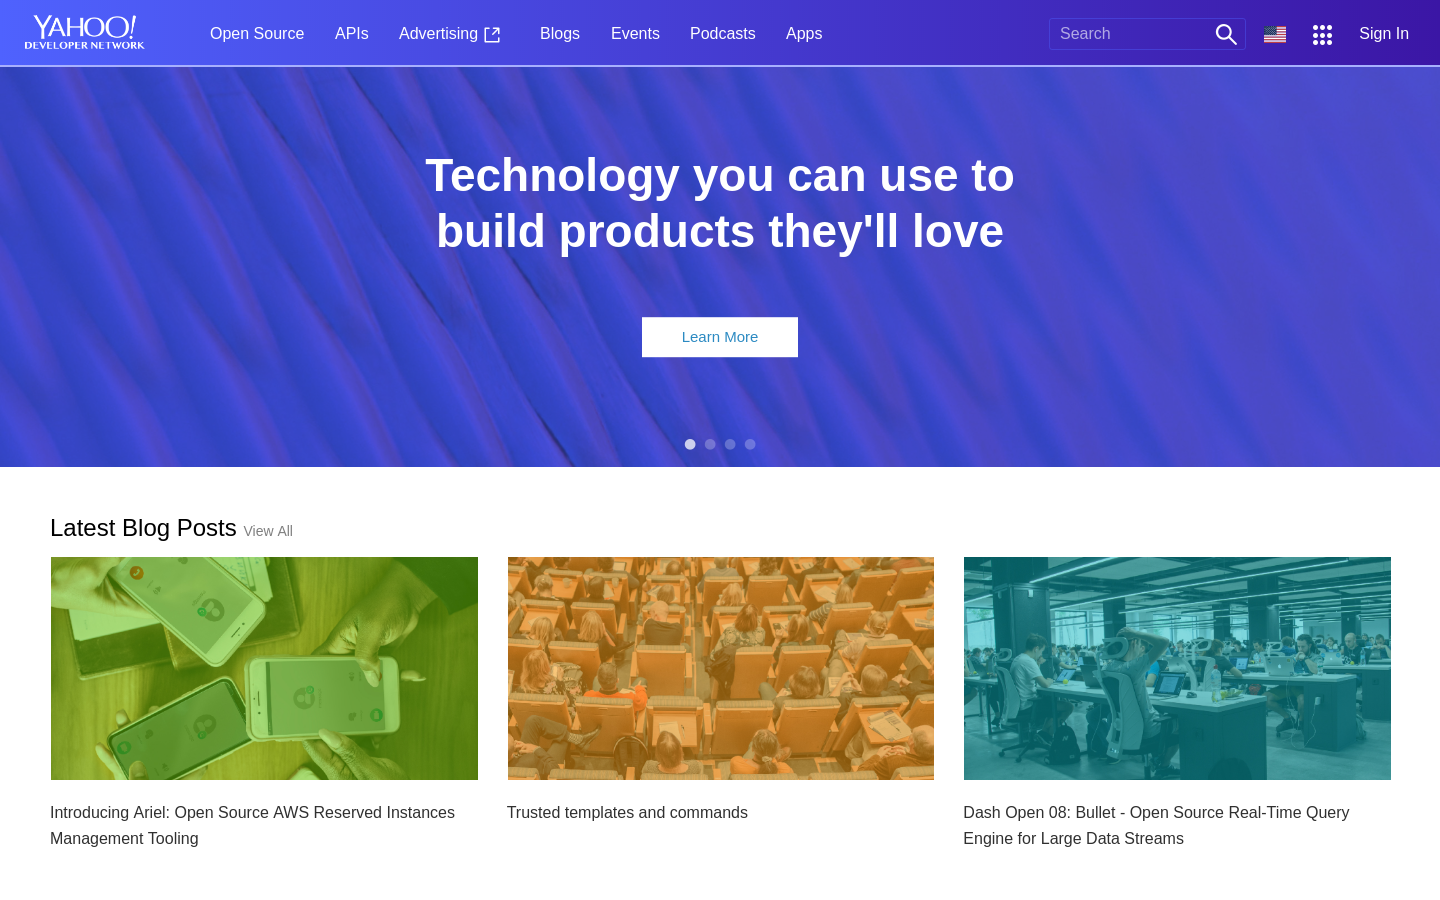 YAHOO!
DEVELOPER NETWORK
Open Source
APIs
Advertising
Blogs
Events
Podcasts
Apps
Search
Sign In
Technology you can use to
build products they'll love
Learn More
Latest Blog Posts View All
Introducing Ariel: Open Source AWS Reserved Instances
Management Tooling
Trusted templates and commands
Dash Open 08: Bullet - Open Source Real-Time Query
Engine for Large Data Streams